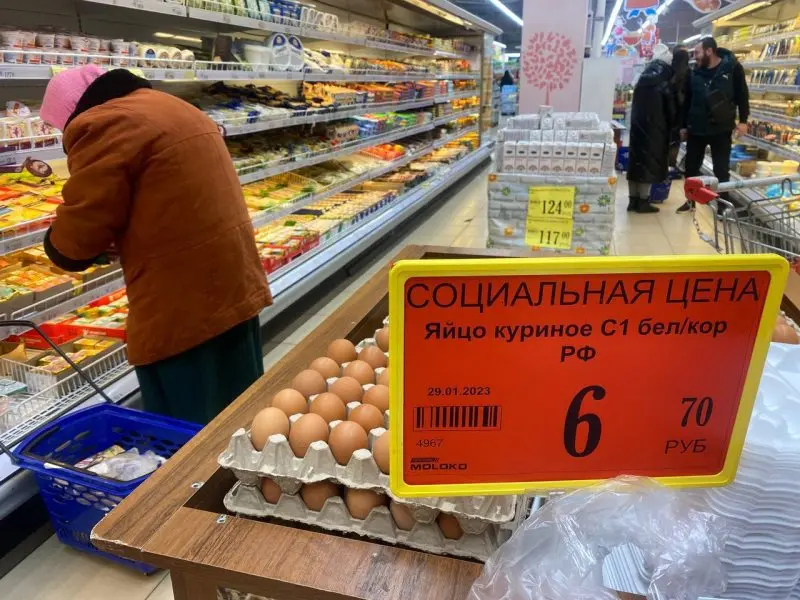 124 00
117 00
СОЦИАЛЬНАЯ ЦЕНА
Яйцо куриное С1 бел/кор
РФ
29.01.2023
4967
6 70
РУБ
MOLOKO